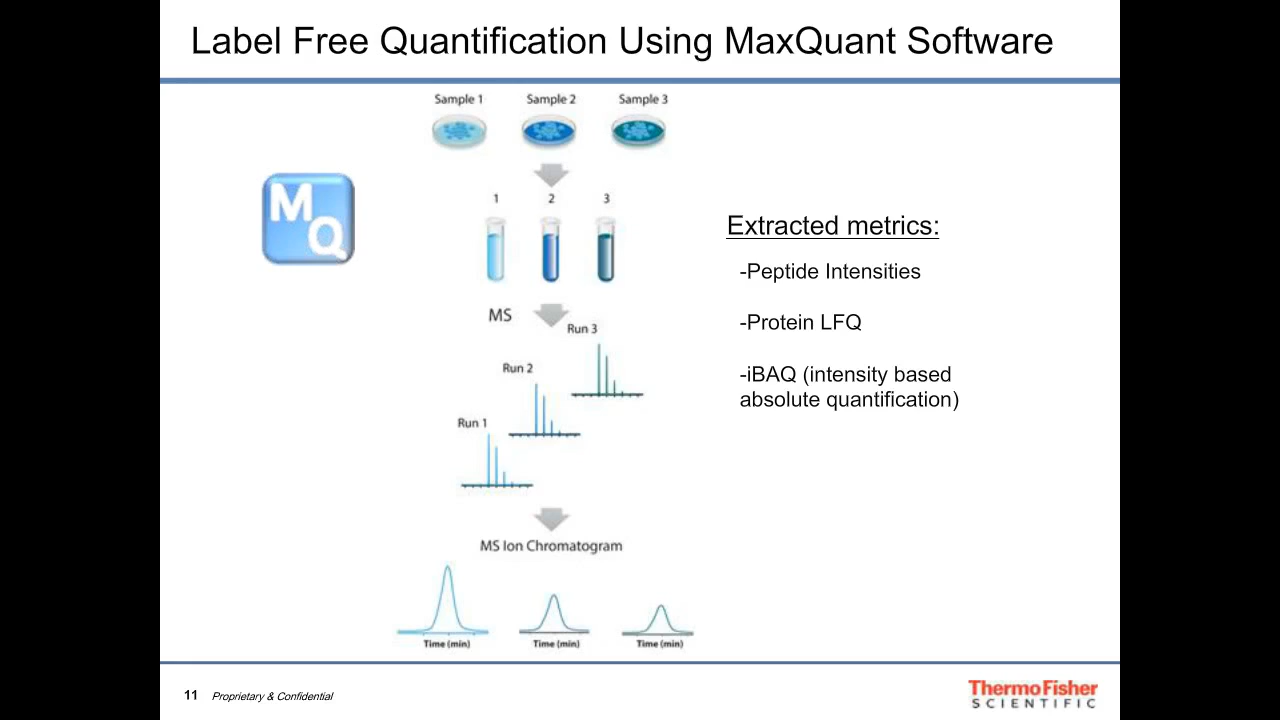 Label Free Quantification Using MaxQuant Software
Sample 1 Sample 2 Sample 3
MQ
1 2 3
Extracted metrics:
-Peptide Intensities
MS
Run 3
-Protein LFQ
Run 2
-iBAQ (intensity based
absolute quantification)
Run 1
MS Ion Chromatogram
Time (min) Time (min) Time (min)
11 Proprietary & Confidential
ThermoFisher
SCIENTIFIC